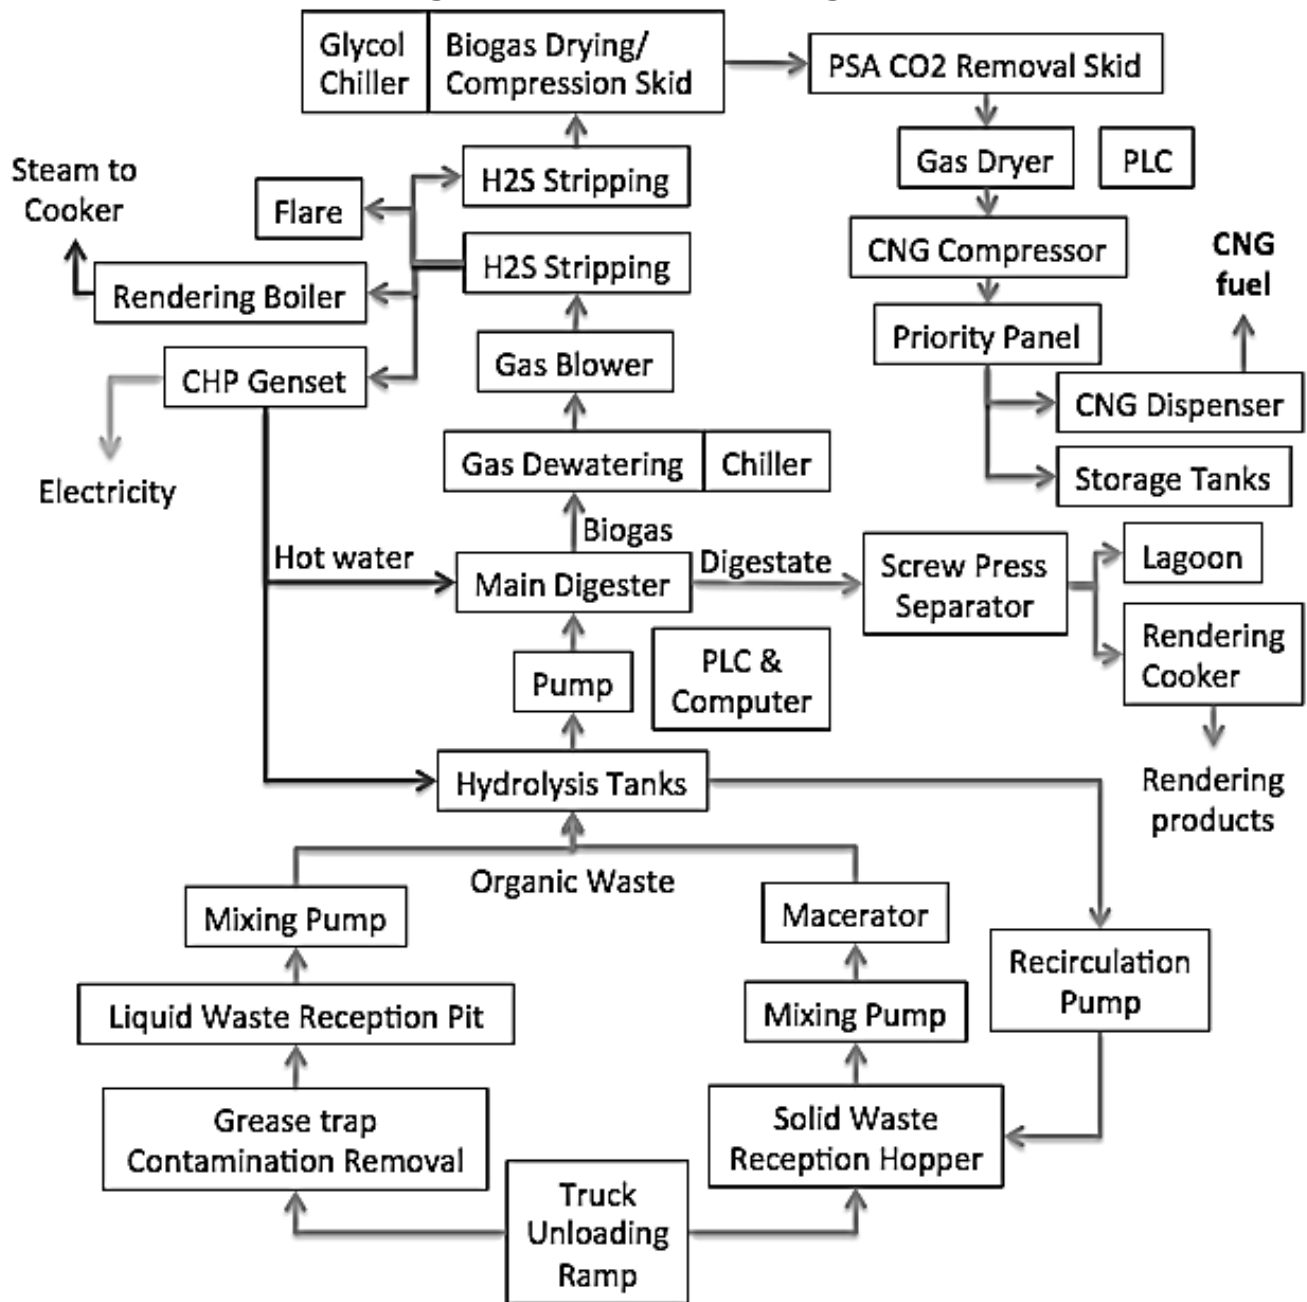 Glycol
Chiller
Biogas Drying/
Compression Skid
PSA CO2 Removal Skid
Gas Dryer
PLC
Steam to
Cooker
Flare
H2S Stripping
H2S Stripping
CNG Compressor
CNG
fuel
Rendering Boiler
Gas Blower
Priority Panel
CHP Genset
CNG Dispenser
Electricity
Gas Dewatering
Chiller
Storage Tanks
Biogas
Hot water
Main Digester
Digestate
Screw Press
Separator
Lagoon
Rendering
Cooker
Pump
PLC &
Computer
Hydrolysis Tanks
Rendering
products
Organic Waste
Mixing Pump
Macerator
Recirculation
Pump
Liquid Waste Reception Pit
Mixing Pump
Grease trap
Contamination Removal
Solid Waste
Reception Hopper
Truck
Unloading
Ramp